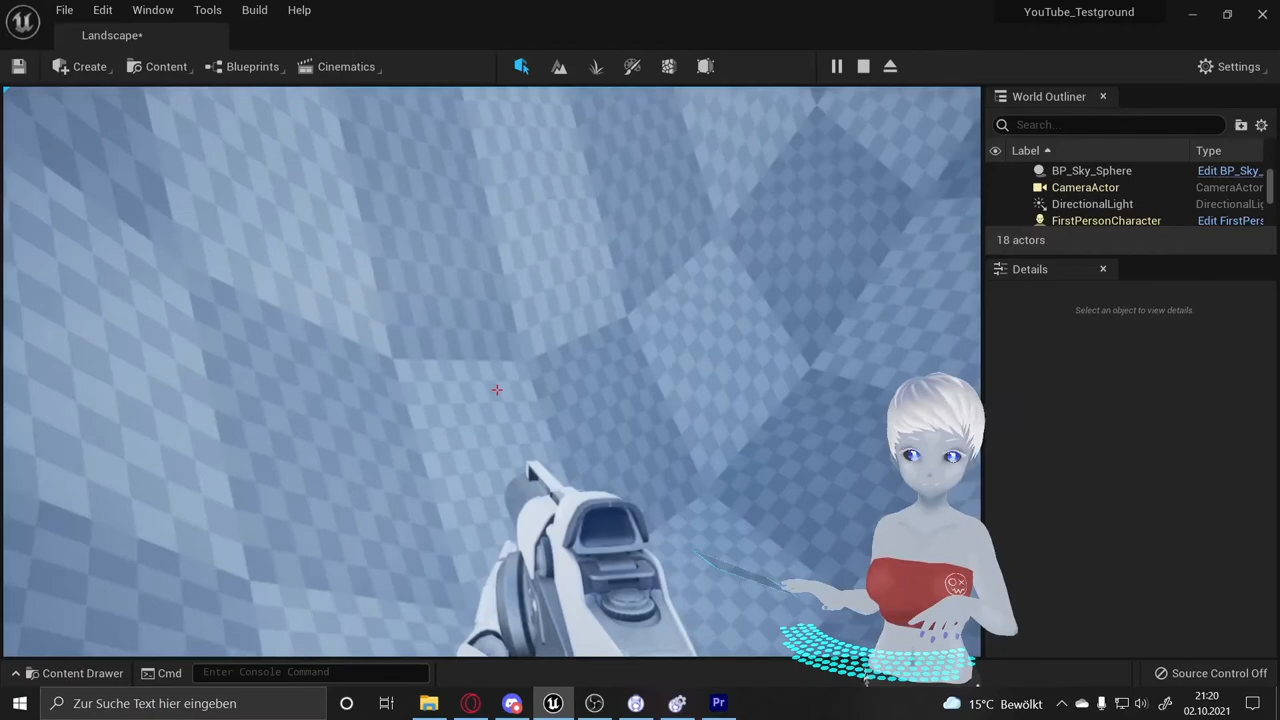 File Edit Window Tools Build Help
YouTube_Testground
Landscape*
Create Content Blueprints Cinematics Settings
World Outliner
Search...
Label Type
BP_Sky_Sphere Edit BP_Sky_
CameraActor CameraActor
DirectionalLight DirectionalLig
FirstPersonCharacter Edit FirstPers
18 actors
Details
Select an object to view details.
Content Drawer Cmd Enter Console Command Source Control Off
Zur Suche Text hier eingeben
Pr
15°C Bewölkt
21:20
02.10.2021